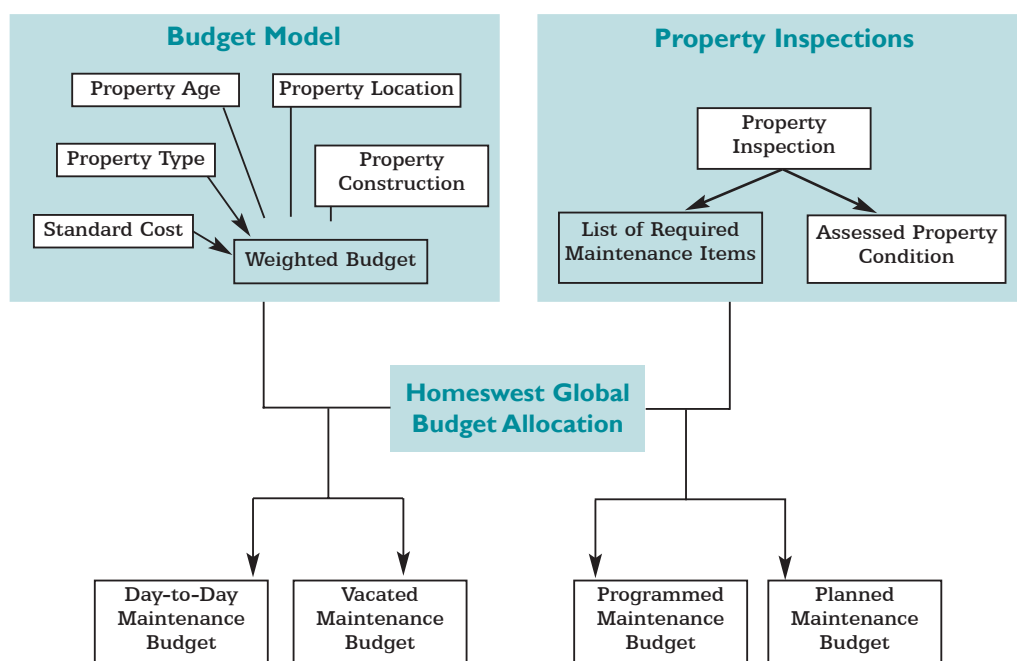 Budget Model
Property Age
Property Location
Property Type
Property
Construction
Standard Cost
Weighted Budget
Property Inspections
Property
Inspection
List of Required
Maintenance Items
Assessed Property
Condition
Homeswest Global
Budget Allocation
Day-to-Day
Maintenance
Budget
Vacated
Maintenance
Budget
Programmed
Maintenance
Budget
Planned
Maintenance
Budget